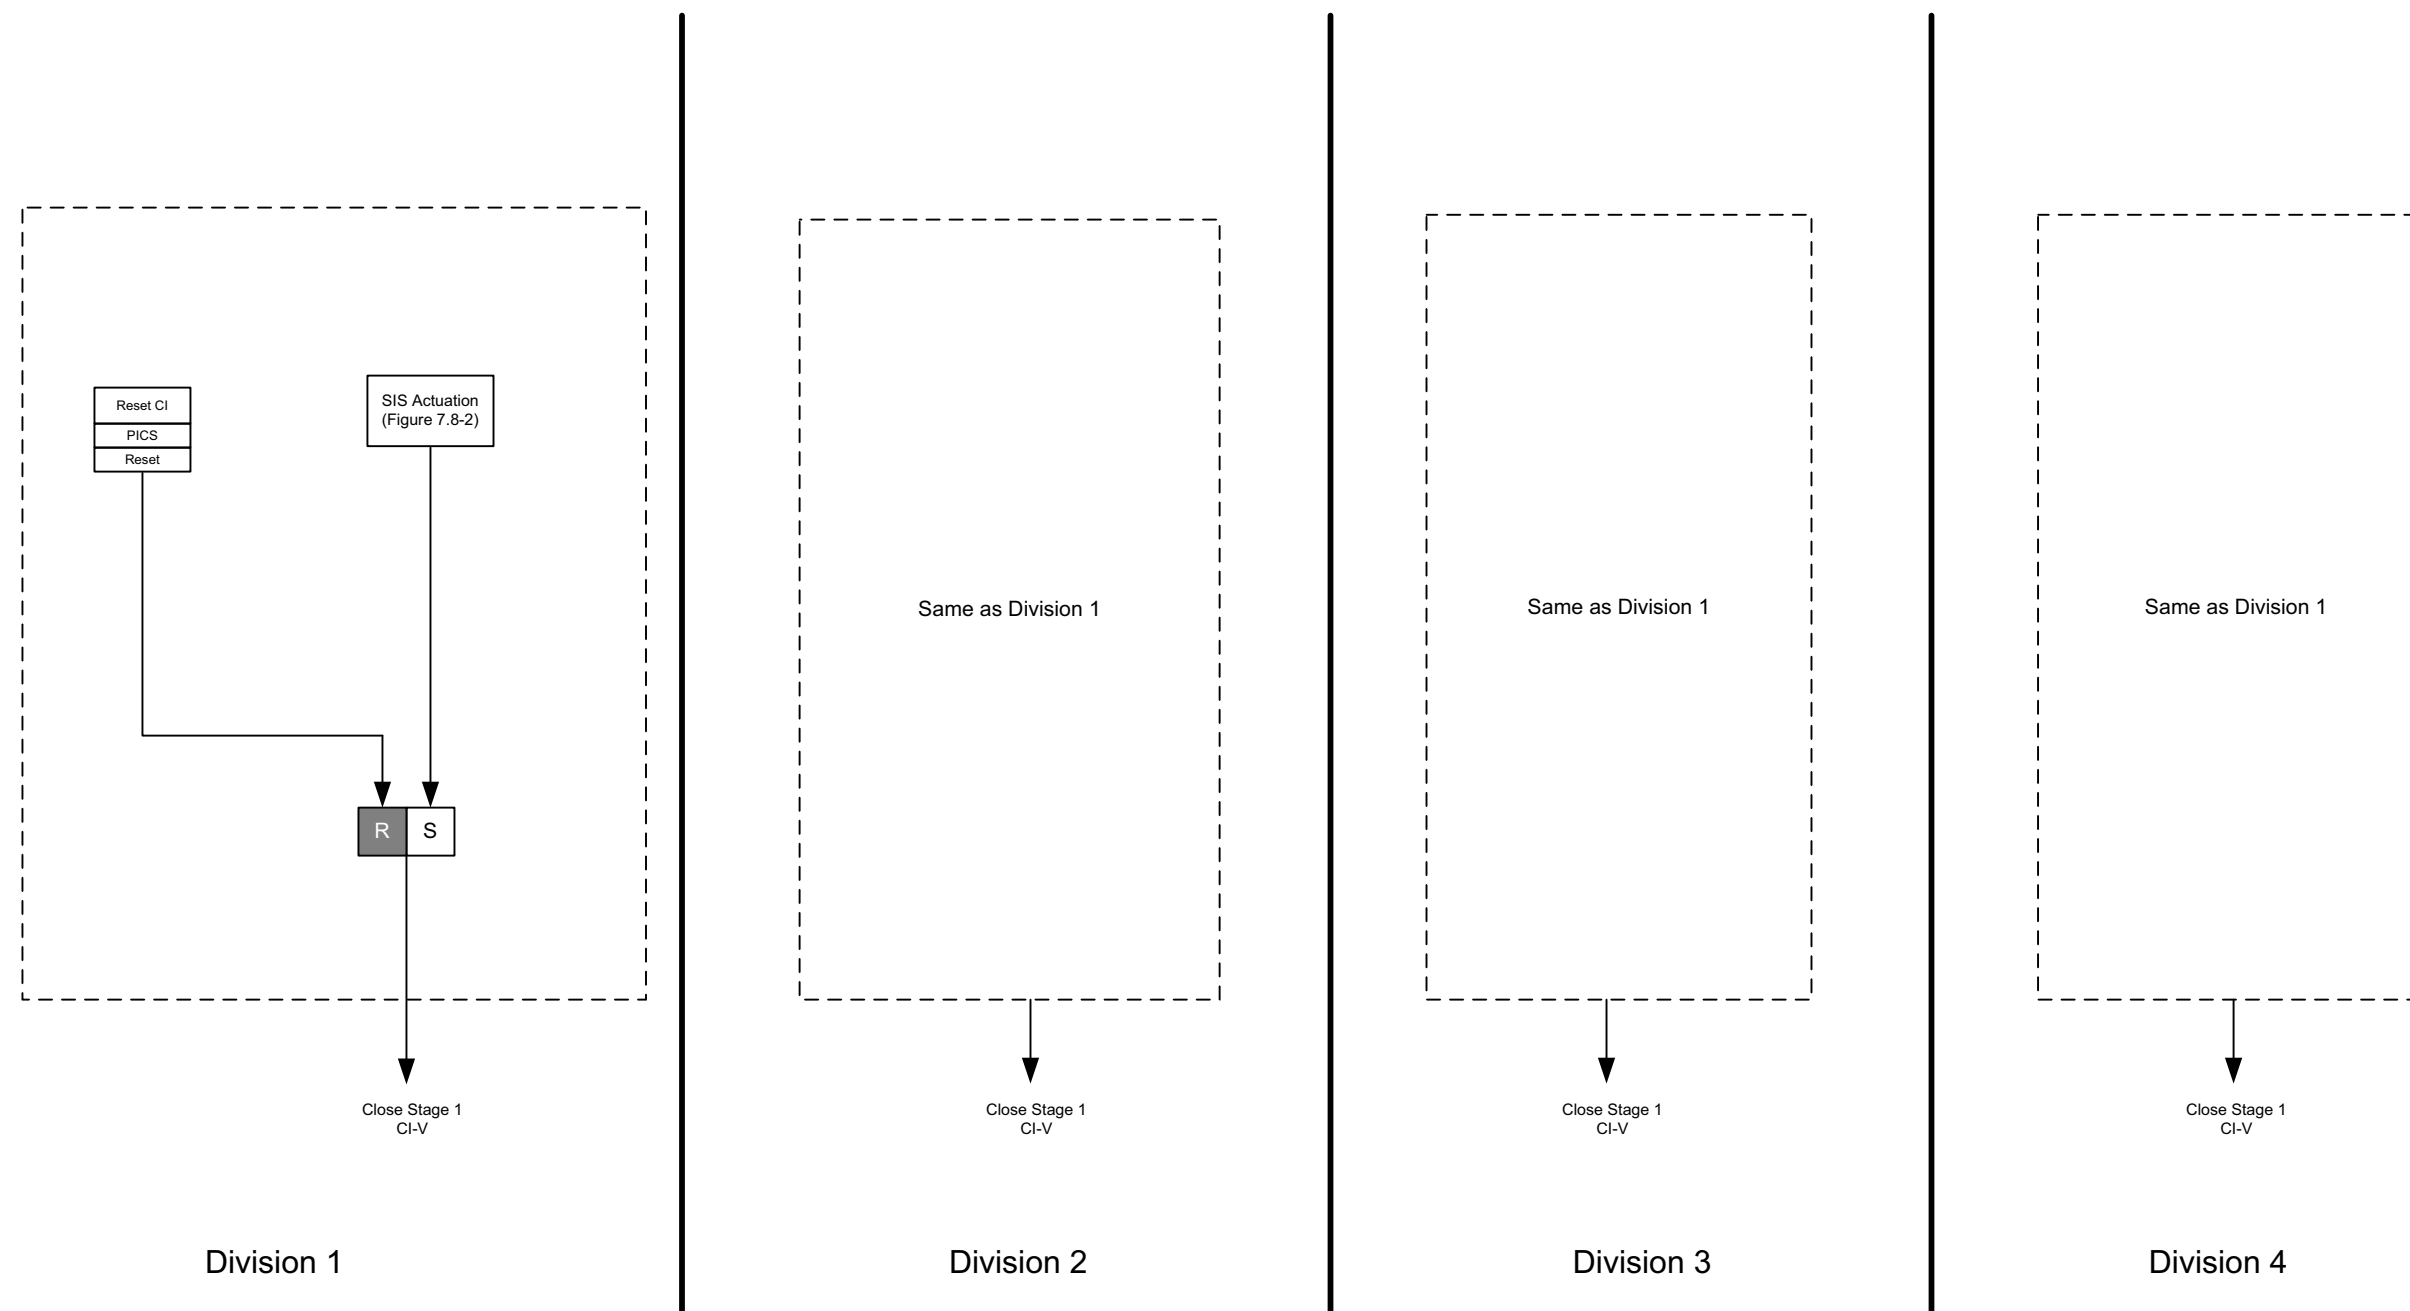 Reset CI
PICS
Reset
SIS Actuation
(Figure 7.8-2)
R
S
Close Stage 1
CI-V
Division 1
Same as Division 1
Close Stage 1
CI-V
Division 2
Same as Division 1
Close Stage 1
CI-V
Division 3
Same as Division 1
Close Stage 1
CI-V
Division 4